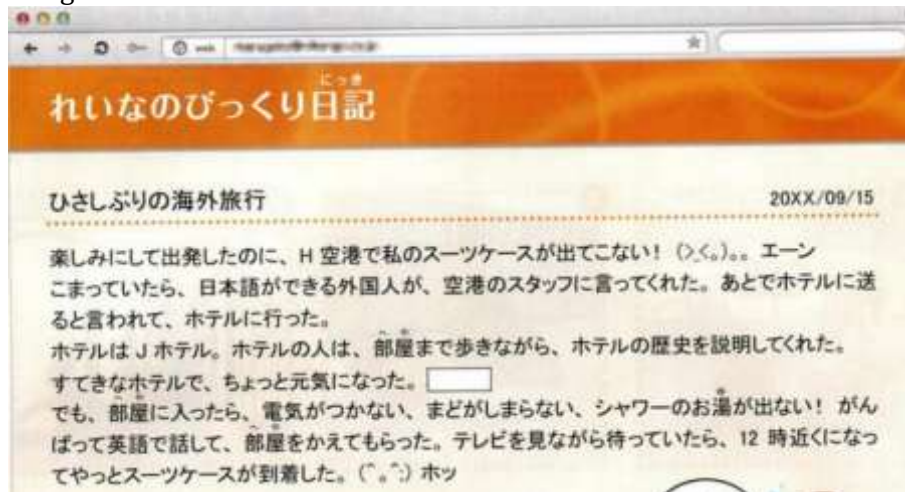 にっき
れいなのびっくり日記
ひさしぶりの海外旅行 20XX/09/15
楽しみにして出発したのに、H 空港で私のスーツケースが出てこない! (>_<。)。。エーン
こまっていたら、日本語ができる外国人が、空港のスタッフに言ってくれた。あとでホテルに送
ると言われて、ホテルに行った。
ホテルは J ホテル。ホテルの人は、部屋まで歩きながら、ホテルの歴史を説明してくれた。
すてきなホテルで、ちょっと元気になった。
でも、部屋に入ったら、電気がつかない、まどがしまらない、シャワーのお湯が出ない! がん
ばって英語で話して、部屋をかえてもらった。テレビを見ながら待っていたら、12 時近くになっ
てやっとスーツケースが到着した。(^。^;) ホッ